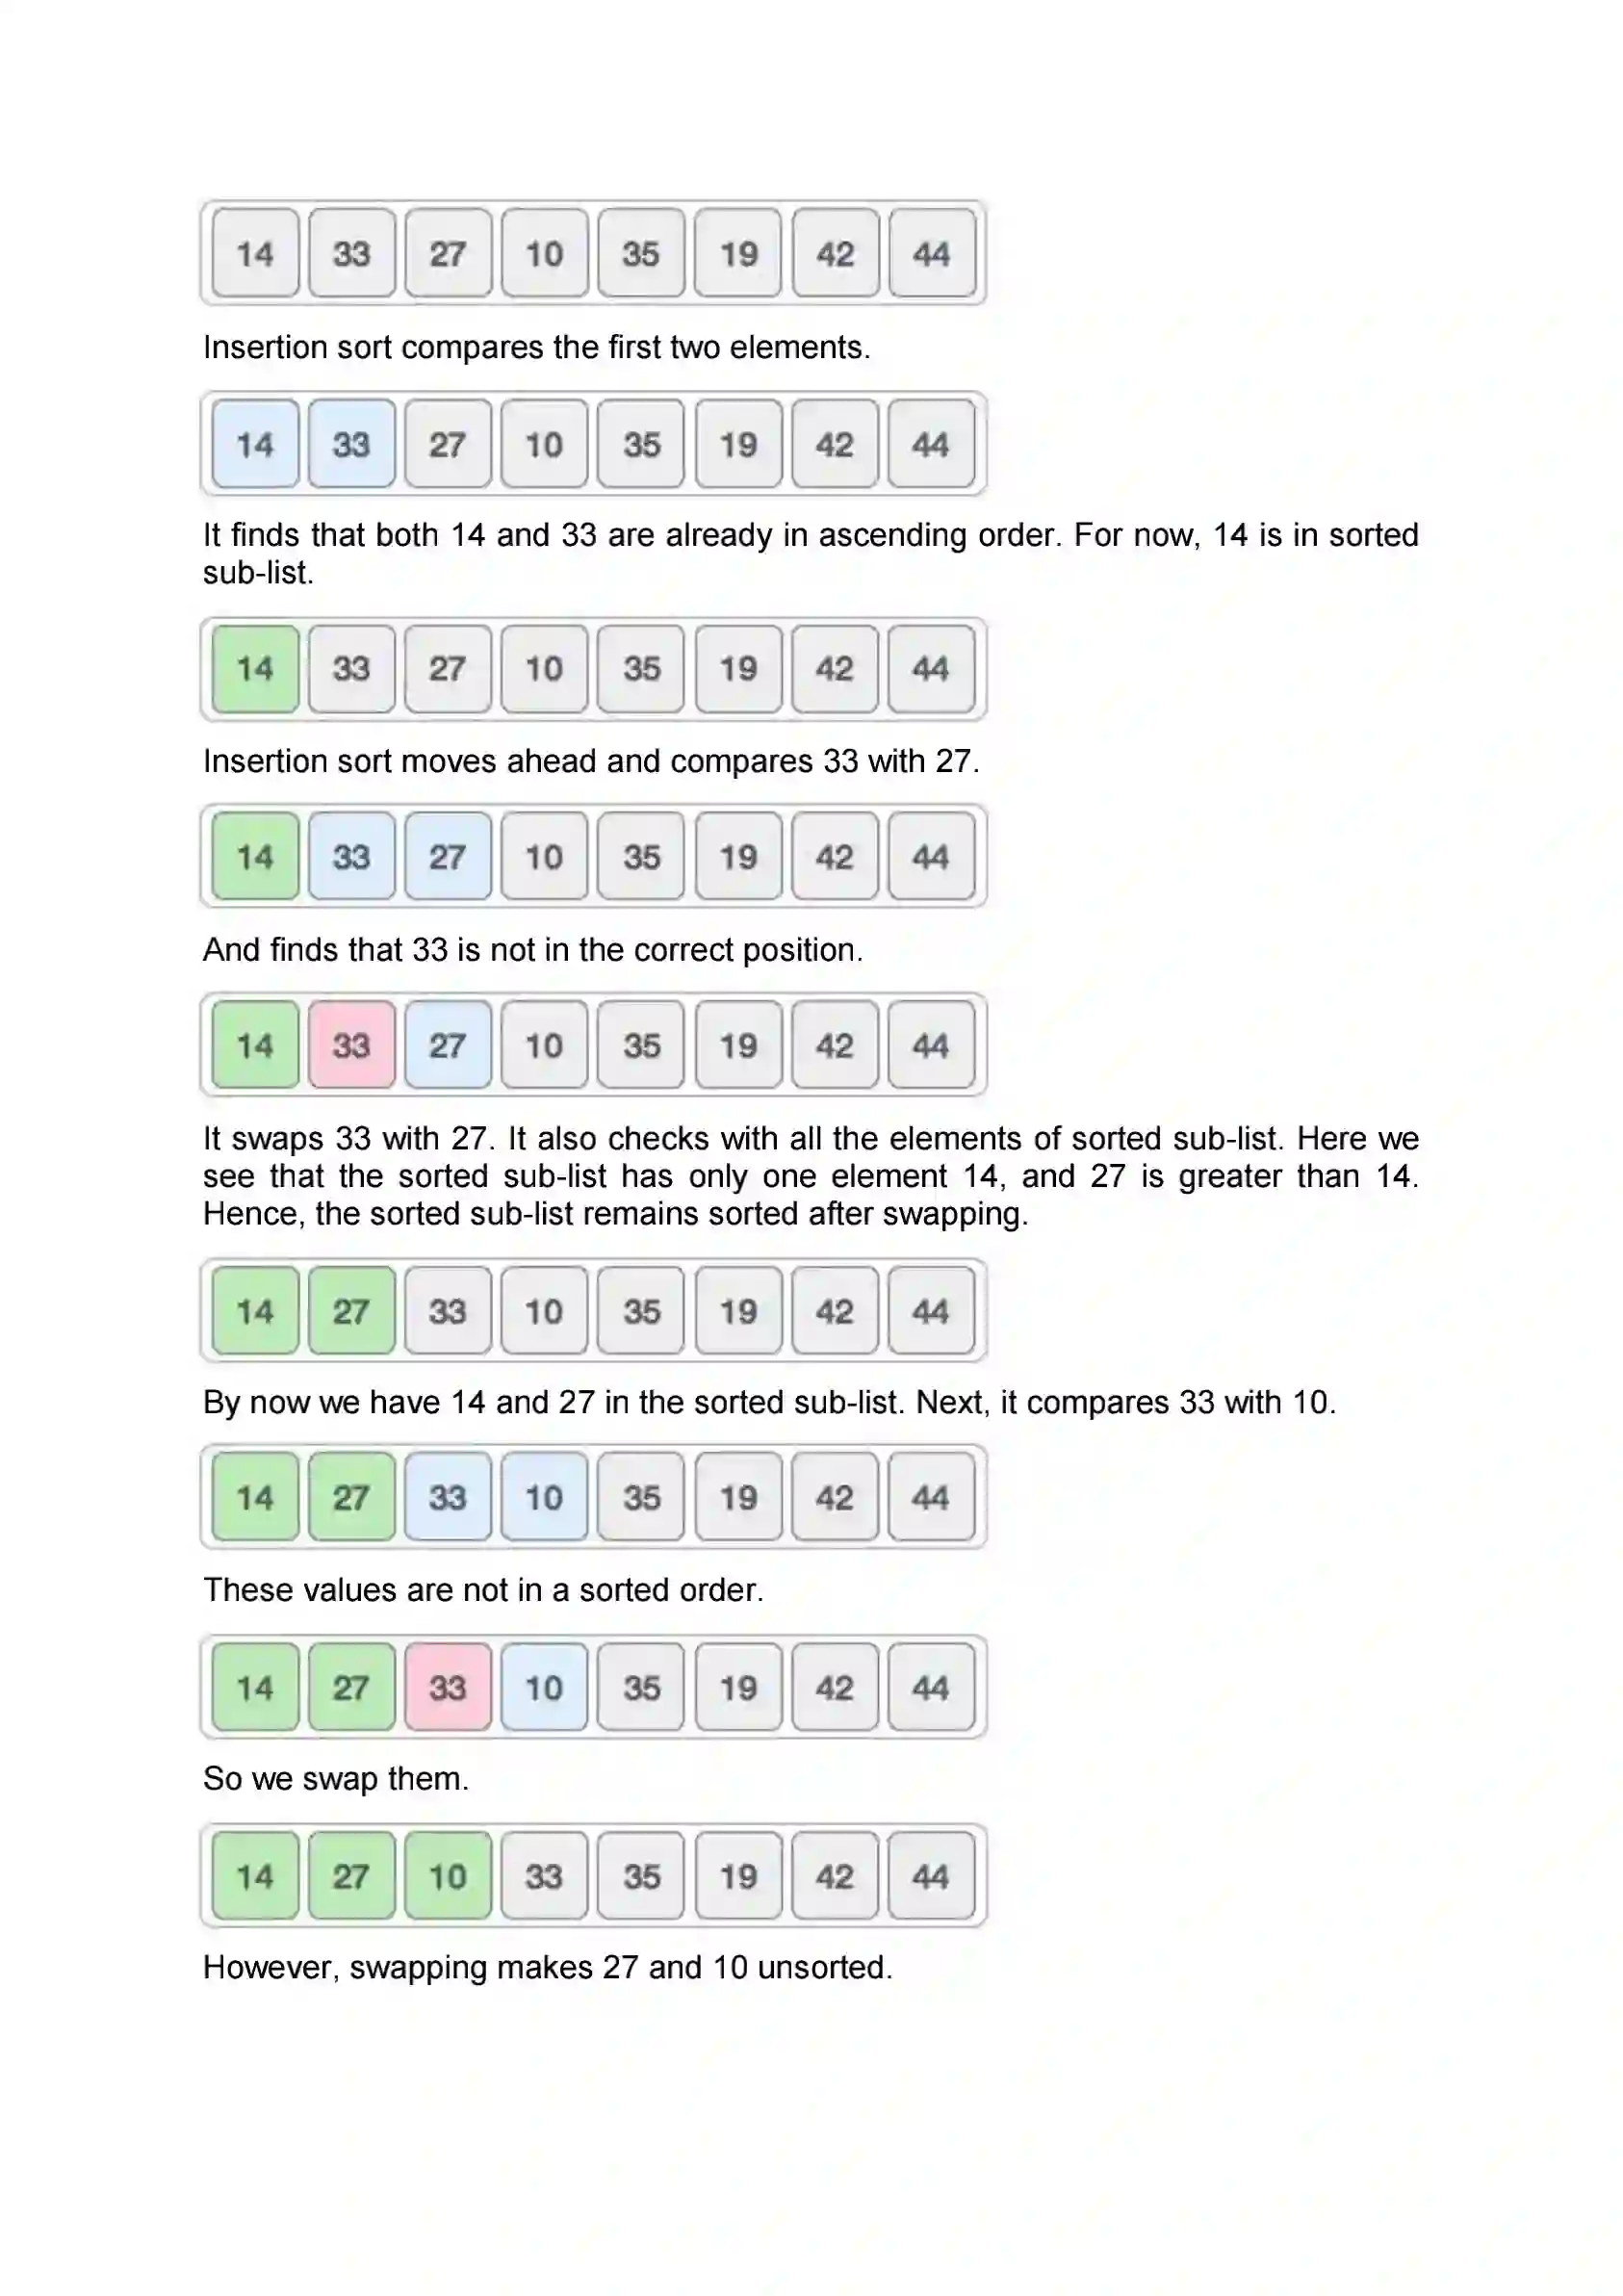 14 33 27 10 35 19 42 44
Insertion sort compares the first two elements.
14 33 27 10 35 19 42 44
It finds that both 14 and 33 are already in ascending order. For now, 14 is in sorted
sub-list.
14 33 27 10 35 19 42 44
Insertion sort moves ahead and compares 33 with 27.
14 33 27 10 35 19 42 44
And finds that 33 is not in the correct position.
14 33 27 10 35 19 42 44
It swaps 33 with 27. It also checks with all the elements of sorted sub-list. Here we
see that the sorted sub-list has only one element 14, and 27 is greater than 14.
Hence, the sorted sub-list remains sorted after swapping.
14 27 33 10 35 19 42 44
By now we have 14 and 27 in the sorted sub-list. Next, it compares 33 with 10.
14 27 33 10 35 19 42 44
These values are not in a sorted order.
14 27 33 10 35 19 42 44
So we swap them.
14 27 10 33 35 19 42 44
However, swapping makes 27 and 10 unsorted.